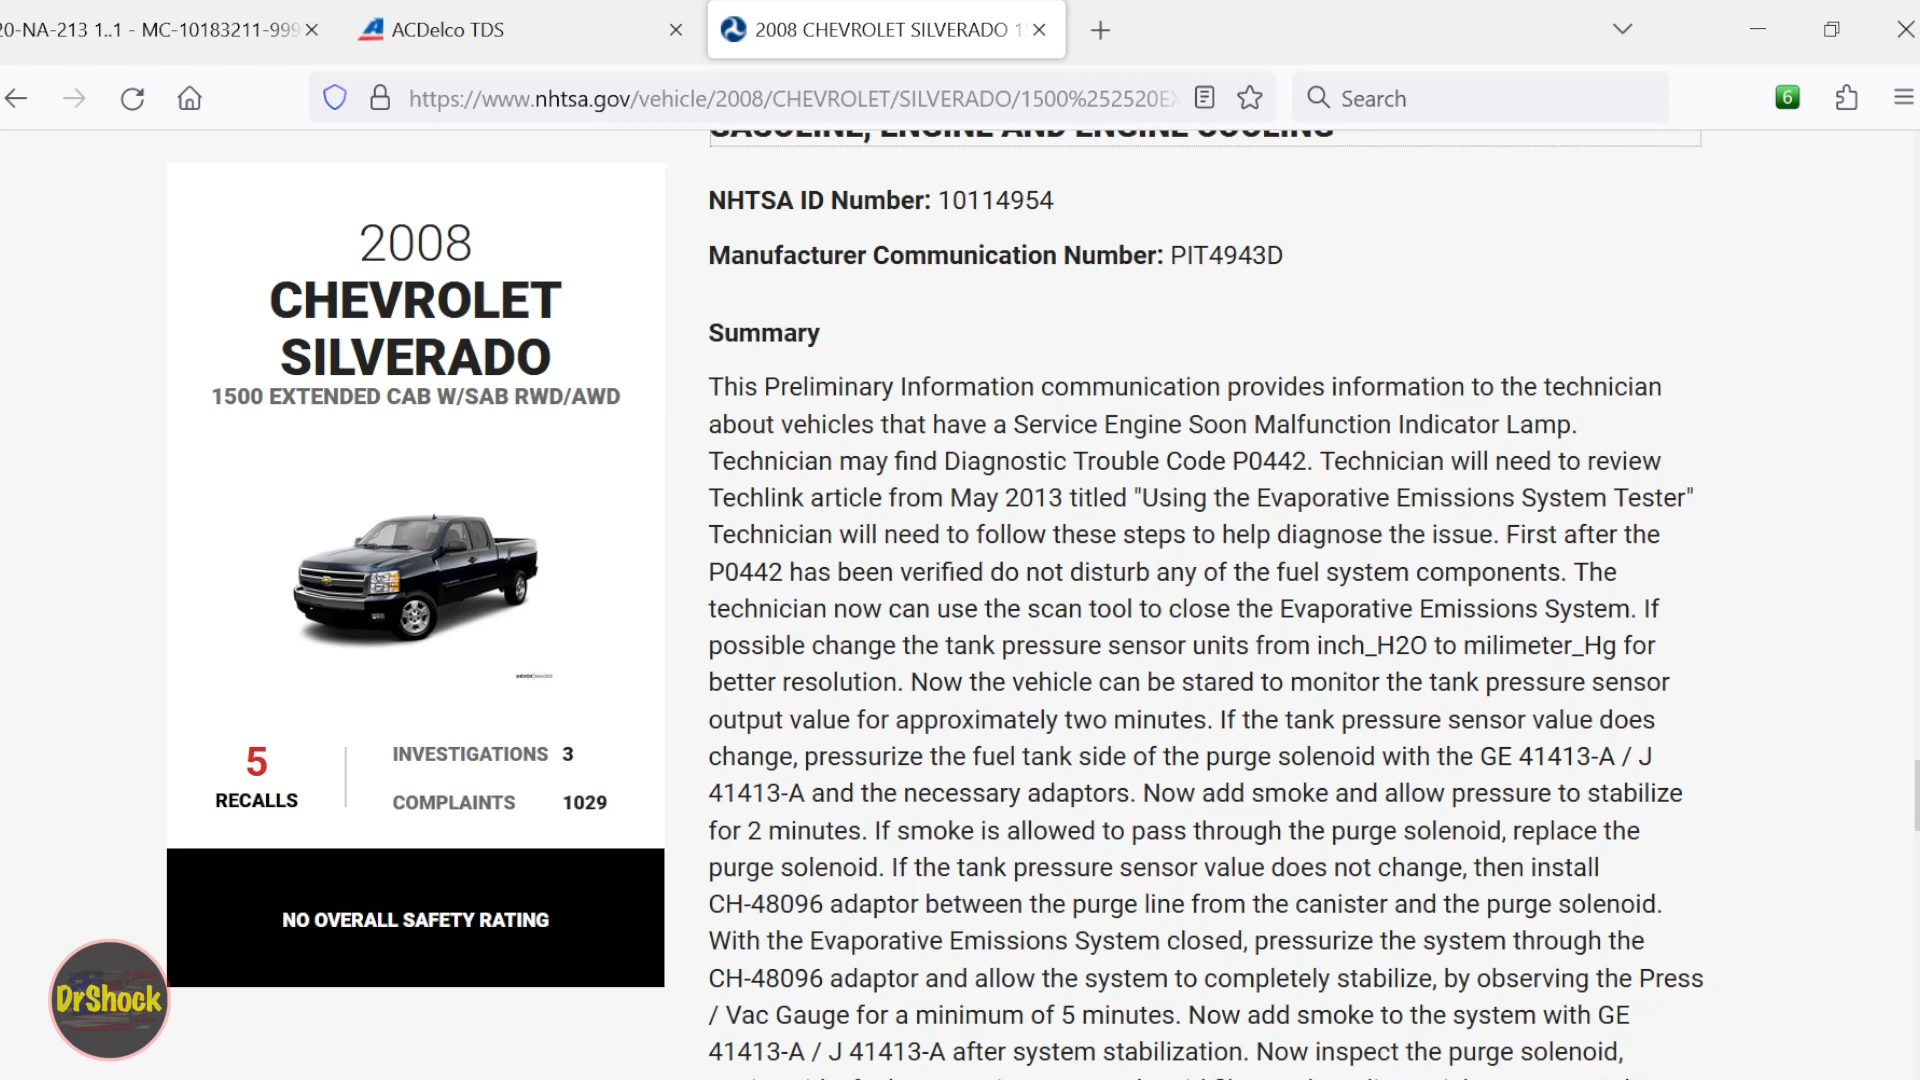 20-NA-213 1..1 - MC-10183211-999
ACDelco TDS
2008 CHEVROLET SILVERADO
https://www.nhtsa.gov/vehicle/2008/CHEVROLET/SILVERADO/1500%252520EX
Search
6
GASOLINE, ENGINE AND ENGINE COOLING
NHTSA ID Number: 10114954
Manufacturer Communication Number: PIT4943D
Summary
This Preliminary Information communication provides information to the technician
about vehicles that have a Service Engine Soon Malfunction Indicator Lamp.
Technician may find Diagnostic Trouble Code P0442. Technician will need to review
Techlink article from May 2013 titled "Using the Evaporative Emissions System Tester"
Technician will need to follow these steps to help diagnose the issue. First after the
P0442 has been verified do not disturb any of the fuel system components. The
technician now can use the scan tool to close the Evaporative Emissions System. If
possible change the tank pressure sensor units from inch_H2O to milimeter_Hg for
better resolution. Now the vehicle can be stared to monitor the tank pressure sensor
output value for approximately two minutes. If the tank pressure sensor value does
change, pressurize the fuel tank side of the purge solenoid with the GE 41413-A / J
41413-A and the necessary adaptors. Now add smoke and allow pressure to stabilize
for 2 minutes. If smoke is allowed to pass through the purge solenoid, replace the
purge solenoid. If the tank pressure sensor value does not change, then install
CH-48096 adaptor between the purge line from the canister and the purge solenoid.
With the Evaporative Emissions System closed, pressurize the system through the
CH-48096 adaptor and allow the system to completely stabilize, by observing the Press
/ Vac Gauge for a minimum of 5 minutes. Now add smoke to the system with GE
41413-A / J 41413-A after system stabilization. Now inspect the purge solenoid,
2008
CHEVROLET
SILVERADO
1500 EXTENDED CAB W/SAB RWD/AWD
5
RECALLS
INVESTIGATIONS 3
COMPLAINTS 1029
NO OVERALL SAFETY RATING
DrShock